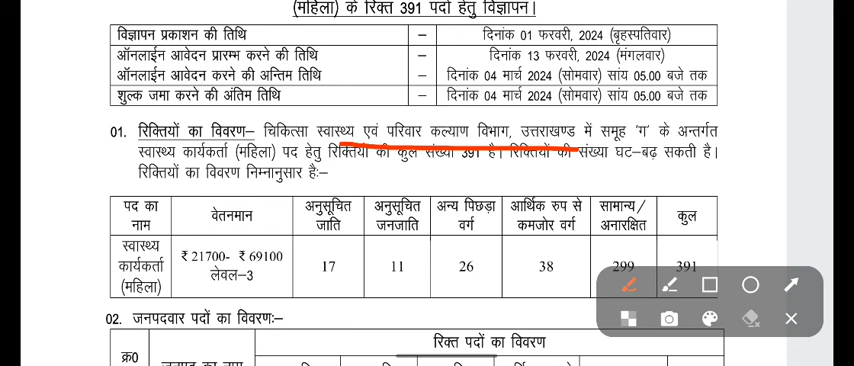 (महिला) के रिक्त 391 पदों हेतु विज्ञापन।
विज्ञापन प्रकाशन की तिथि – दिनांक 01 फरवरी, 2024 (बृहस्पतिवार)
ऑनलाईन आवेदन प्रारम्भ करने की तिथि – दिनांक 13 फरवरी, 2024 (मंगलवार)
ऑनलाईन आवेदन करने की अन्तिम तिथि – दिनांक 04 मार्च 2024 (सोमवार) सांय 05.00 बजे तक
शुल्क जमा करने की अंतिम तिथि – दिनांक 04 मार्च 2024 (सोमवार) सांय 05.00 बजे तक
01. रिक्तियों का विवरण– चिकित्सा स्वास्थ्य एवं परिवार कल्याण विभाग, उत्तराखण्ड में समूह 'ग' के अन्तर्गत
स्वास्थ्य कार्यकर्ता (महिला) पद हेतु रिक्तियों की कुल संख्या 391 है। रिक्तियों की संख्या घट–बढ़ सकती है।
रिक्तियों का विवरण निम्नानुसार है:–
पद का नाम वेतनमान अनुसूचित जाति अनुसूचित जनजाति अन्य पिछड़ा वर्ग आर्थिक रुप से कमजोर वर्ग सामान्य/ अनारक्षित कुल
स्वास्थ्य कार्यकर्ता (महिला) ₹ 21700- ₹ 69100 लेवल–3 17 11 26 38 299 391
02. जनपदवार पदों का विवरण:–
रिक्त पदों का विवरण
क्र0